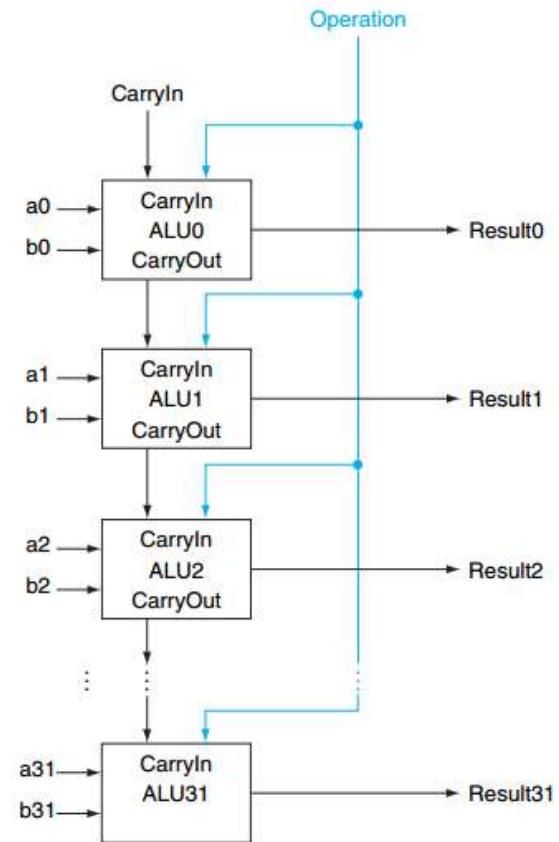 Operation
CarryIn
a0
b0
CarryIn
ALU0
CarryOut
Result0
a1
b1
CarryIn
ALU1
CarryOut
Result1
a2
b2
CarryIn
ALU2
CarryOut
Result2
a31
b31
CarryIn
ALU31
Result31